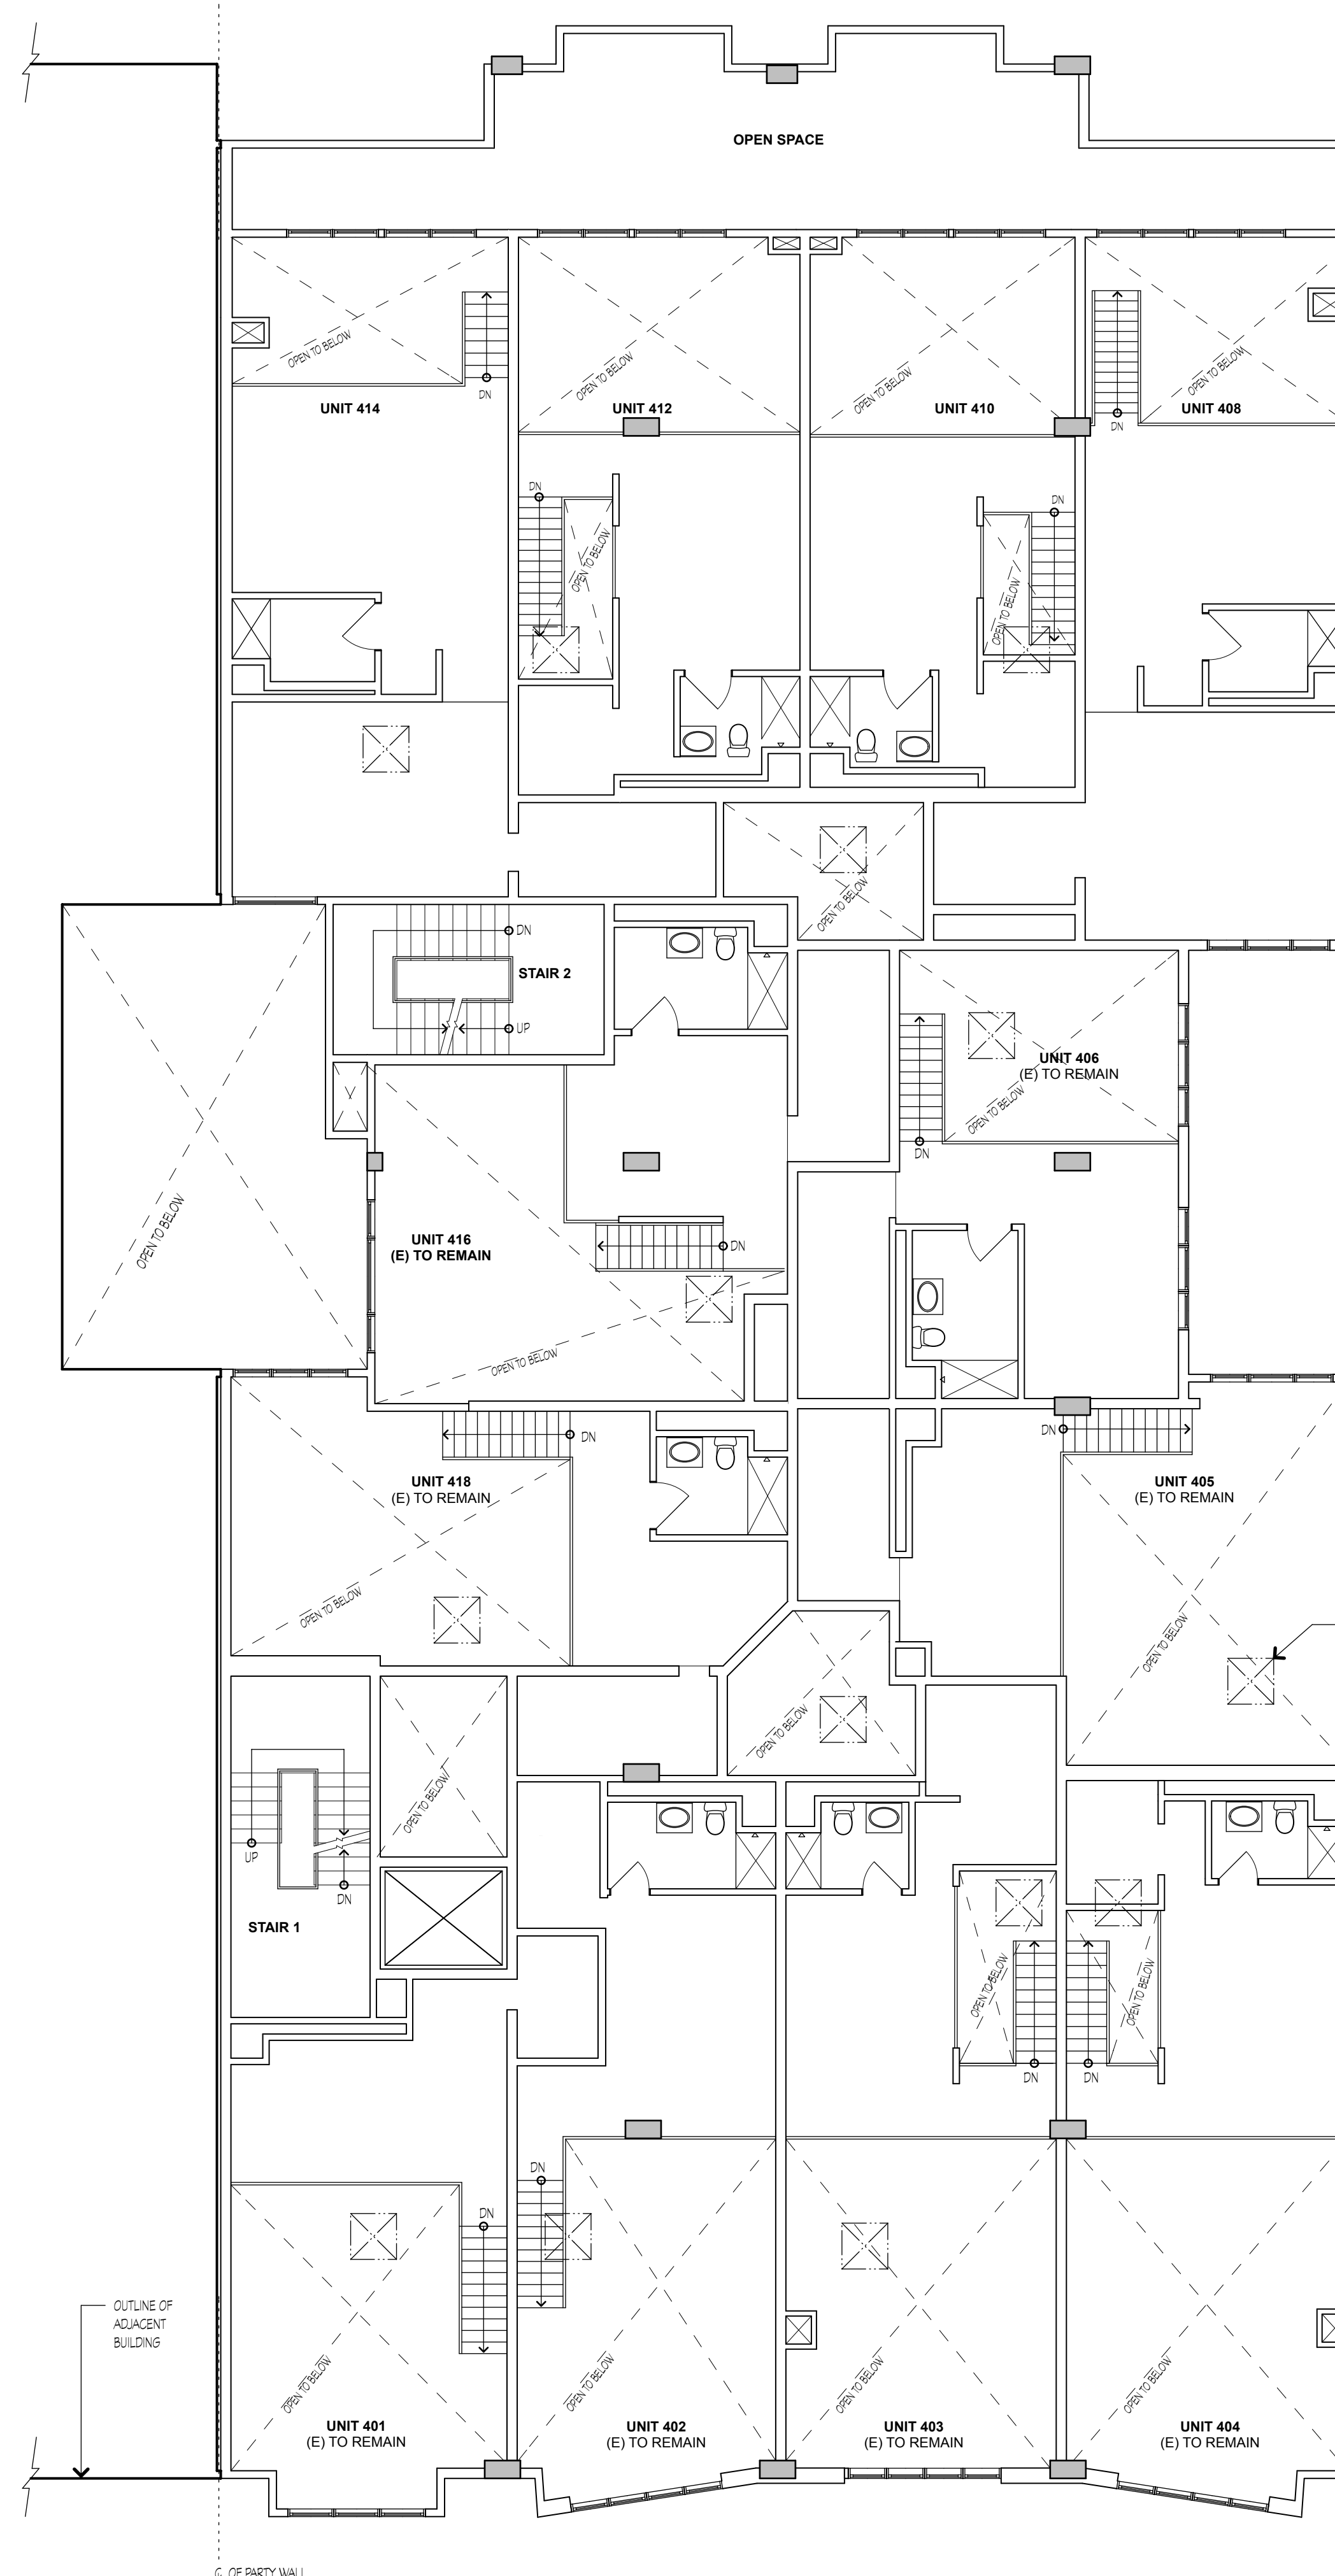 OPEN SPACE
OPEN TO BELOW
OPEN TO BELOW
OPEN TO BELOW
OPEN TO BELOW
DN
UNIT 414
UNIT 412
UNIT 410
UNIT 408
DN
DN
DN
OPEN TO BELOW
OPEN TO BELOW
OPEN TO BELOW
DN
STAIR 2
UP
UNIT 406
(E) TO REMAIN
OPEN TO BELOW
DN
OPEN TO BELOW
UNIT 416
(E) TO REMAIN
DN
OPEN TO BELOW
DN
DN
UNIT 418
(E) TO REMAIN
UNIT 405
(E) TO REMAIN
OPEN TO BELOW
OPEN TO BELOW
OPEN TO BELOW
OPEN TO BELOW
UP
DN
STAIR 1
OPEN TO BELOW
OPEN TO BELOW
DN
DN
DN
DN
OUTLINE OF
ADJACENT
BUILDING
OPEN TO BELOW
OPEN TO BELOW
OPEN TO BELOW
OPEN TO BELOW
UNIT 401
(E) TO REMAIN
UNIT 402
(E) TO REMAIN
UNIT 403
(E) TO REMAIN
UNIT 404
(E) TO REMAIN
OF PARTY WALL